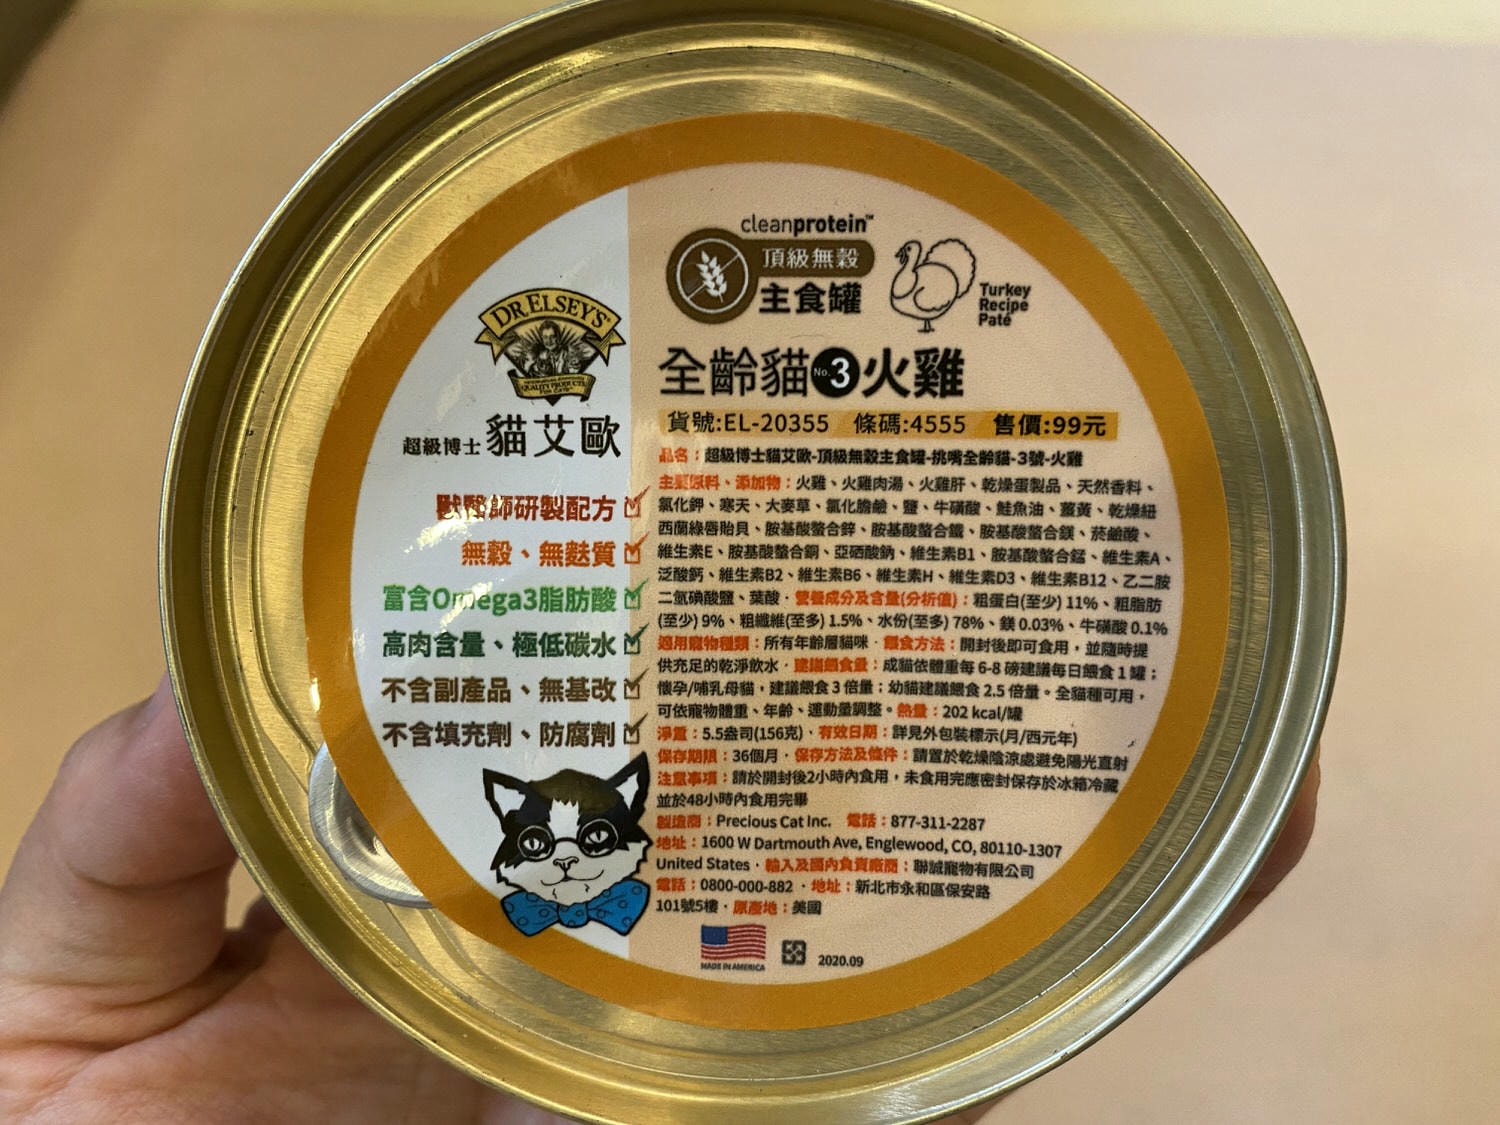 cleanprotein™
頂級無穀
主食罐
Turkey
Recipe
Paté
DR. ELSEY'S
QUALITY PRODUCTS
FOR CATS
超級博士 貓艾歐
獸醫師研製配方
無穀、無麩質
富含Omega3脂肪酸
高肉含量、極低碳水
不含副產品、無基改
不含填充劑、防腐劑
全齡貓 No.3 火雞
貨號:EL-20355 條碼:4555 售價:99元
品名：超級博士貓艾歐-頂級無穀主食罐-挑嘴全齡貓-3號-火雞
主要原料、添加物：火雞、火雞肉湯、火雞肝、乾燥蛋製品、天然香料、
氯化鉀、寒天、大麥草、氯化膽鹼、鹽、牛磺酸、鮭魚油、薑黃、乾燥紐
西蘭綠唇貽貝、胺基酸螯合鋅、胺基酸螯合鐵、胺基酸螯合鎂、菸鹼酸、
維生素E、胺基酸螯合銅、亞硒酸鈉、維生素B1、胺基酸螯合錳、維生素A、
泛酸鈣、維生素B2、維生素B6、維生素H、維生素D3、維生素B12、乙二胺
二氫碘酸鹽、葉酸．營養成分及含量(分析值)：粗蛋白(至少) 11%、粗脂肪
(至少) 9%、粗纖維(至多) 1.5%、水份(至多) 78%、鎂 0.03%、牛磺酸 0.1%
適用寵物種類：所有年齡層貓咪．餵食方法：開封後即可食用，並隨時提
供充足的乾淨飲水．建議餵食量：成貓依體重每 6-8 磅建議每日餵食 1 罐；
懷孕/哺乳母貓，建議餵食 3 倍量；幼貓建議餵食 2.5 倍量。全貓種可用，
可依寵物體重、年齡、運動量調整。熱量：202 kcal/罐
淨重：5.5盎司(156克)．有效日期：詳見外包裝標示(月/西元年)
保存期限：36個月．保存方法及條件：請置於乾燥陰涼處避免陽光直射
注意事項：請於開封後2小時內食用，未食用完應密封保存於冰箱冷藏
並於48小時內食用完畢
製造商：Precious Cat Inc. 電話：877-311-2287
地址：1600 W Dartmouth Ave, Englewood, CO, 80110-1307
United States．輸入及國內負責廠商：聯誠寵物有限公司
電話：0800-000-882．地址：新北市永和區保安路
101號5樓．原產地：美國
MADE IN AMERICA
2020.09